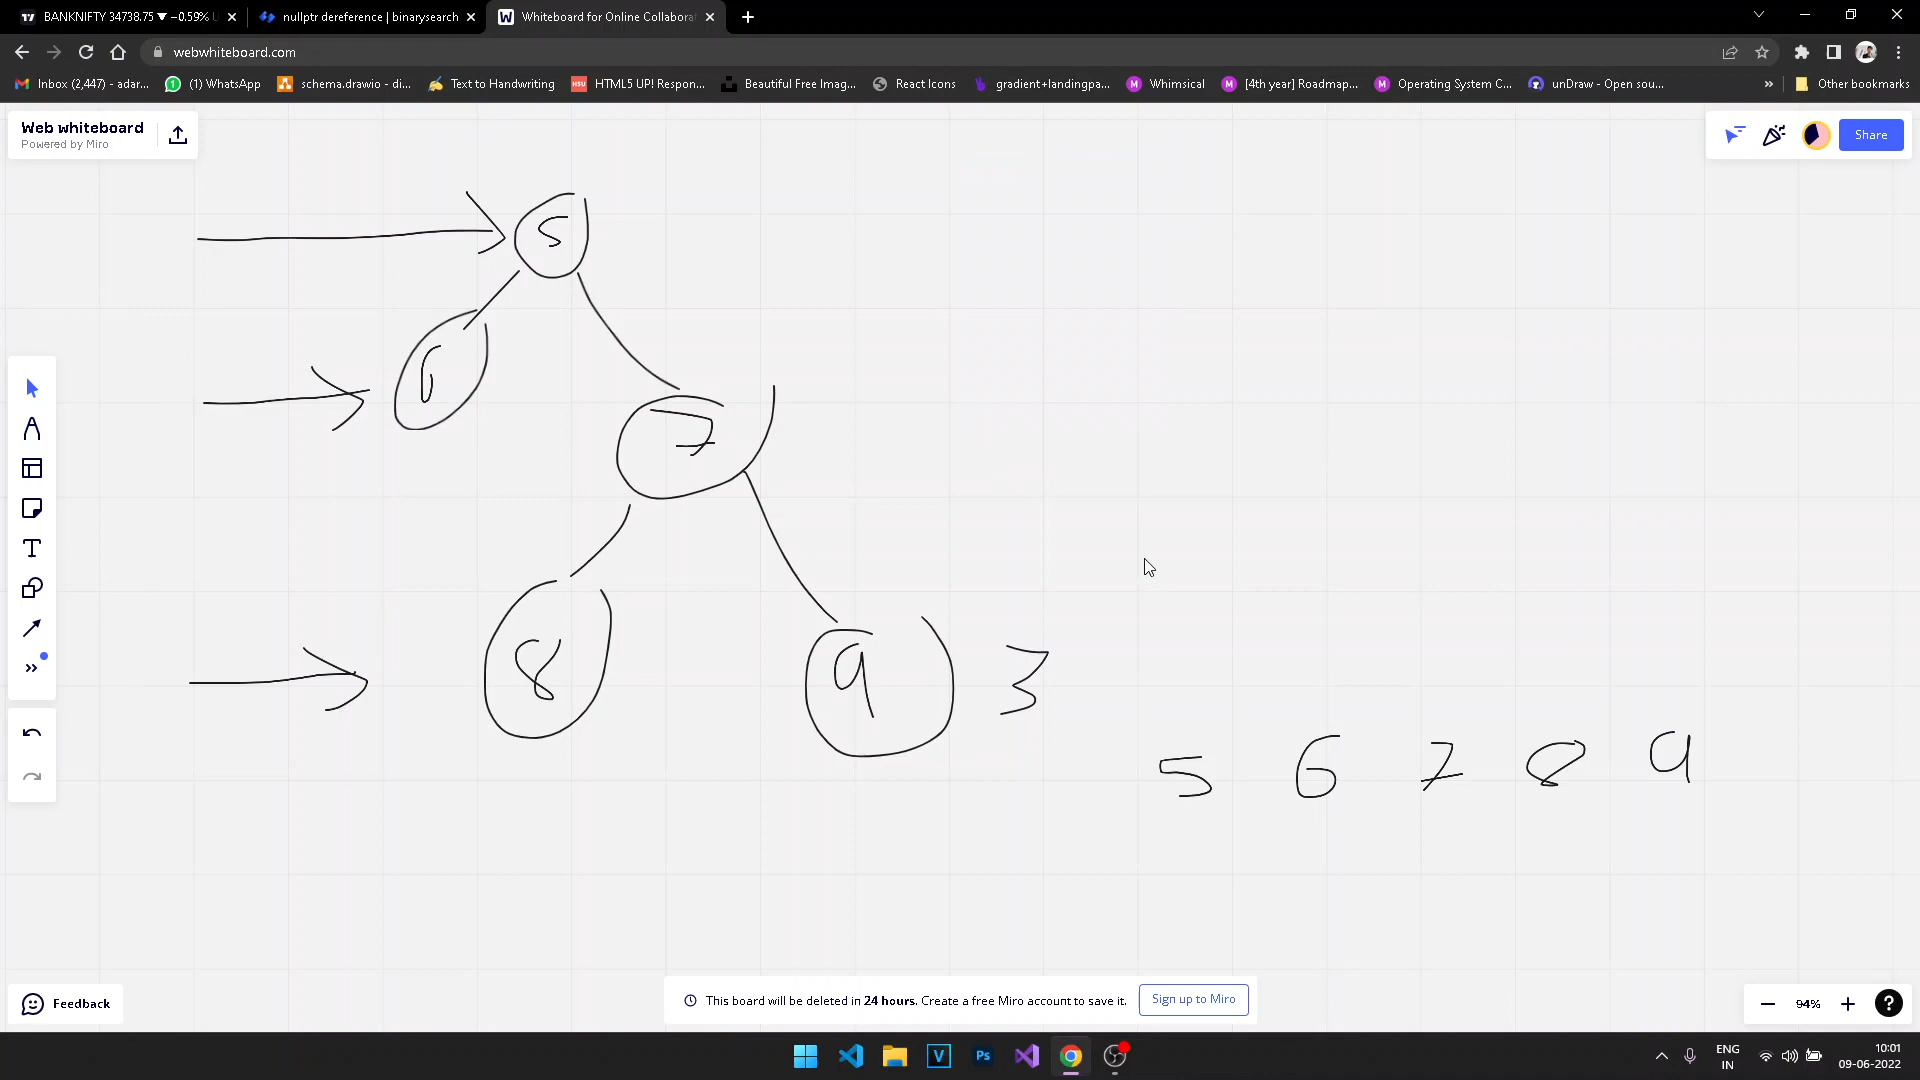 BANKNIFTY 34738.75 ▼ −0.59% U
nullptr dereference | binarysearch
Whiteboard for Online Collabora
webwhiteboard.com
Inbox (2,447) - adar...
(1) WhatsApp
schema.drawio - di...
Text to Handwriting
HTML5 UP! Respon...
Beautiful Free Imag...
React Icons
gradient+landingpa...
Whimsical
[4th year] Roadmap...
Operating System C...
unDraw - Open sou...
»
Other bookmarks
Web whiteboard
Powered by Miro
Share
5
6
7
8
9
3
5 6 7 8 9
Feedback
This board will be deleted in 24 hours. Create a free Miro account to save it.
Sign up to Miro
94%
?
V
Ps
ENG
IN
10:01
09-06-2022